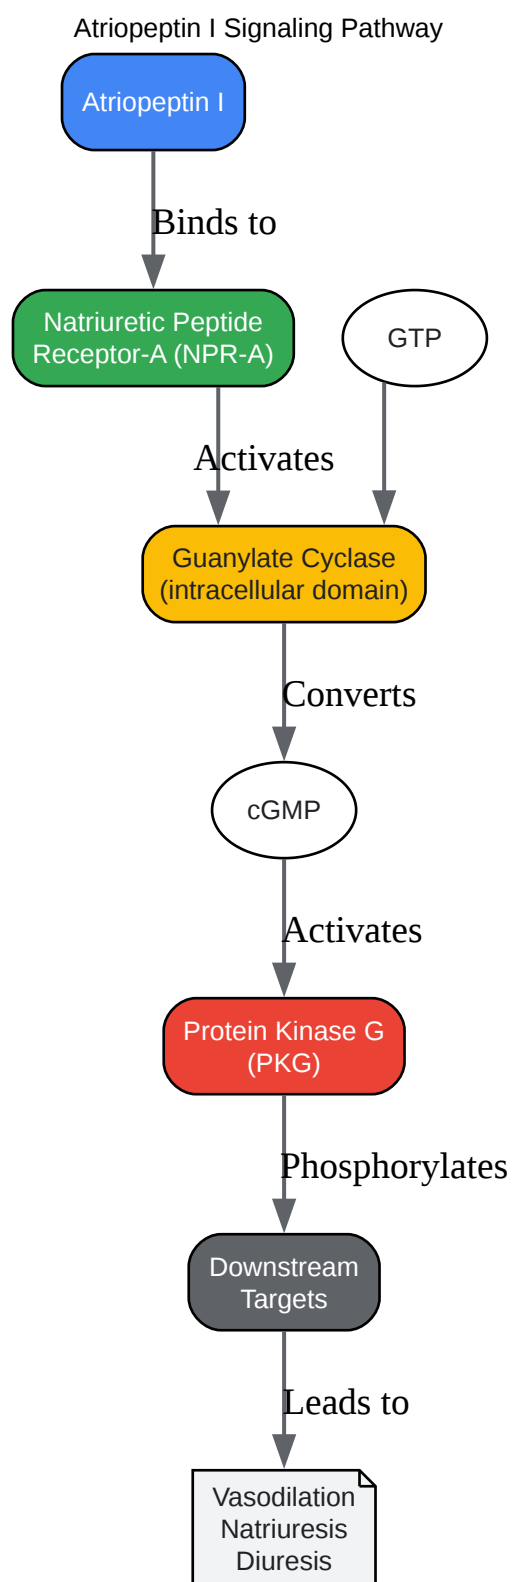 Atriopeptin I Signaling Pathway
Atriopeptin I
Binds to
Natriuretic Peptide
Receptor-A (NPR-A)
GTP
Activates
Guanylate Cyclase
(intracellular domain)
Converts
cGMP
Activates
Protein Kinase G
(PKG)
Phosphorylates
Downstream
Targets
Leads to
Vasodilation
Natriuresis
Diuresis